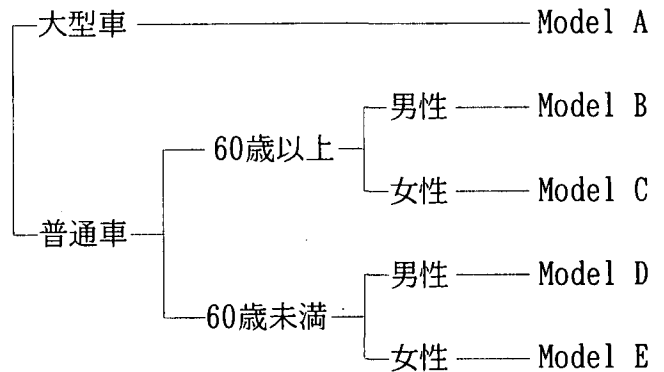 大型車 Model A
男性 Model B
60歳以上
女性 Model C
普通車
男性 Model D
60歳未満
女性 Model E